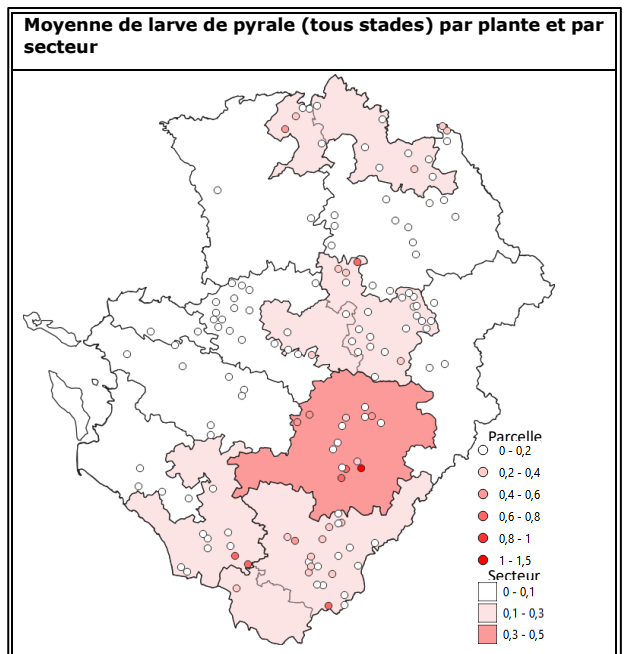 Moyenne de larve de pyrale (tous stades) par plante et par
secteur
Parcelle
0 - 0,2
0,2 - 0,4
0,4 - 0,6
0,6 - 0,8
0,8 - 1
1 - 1,5
Secteur
0 - 0,1
0,1 - 0,3
0,3 - 0,5